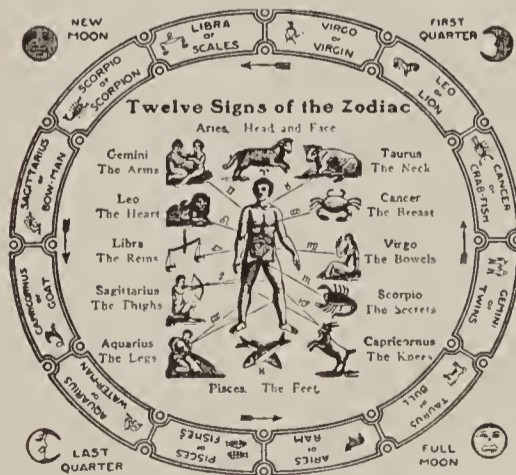 NEW
MOON
FIRST
QUARTER
LIBRA
OF
SCALES
VIRGO
OR
VIRGIN
SCORPIO
OF
SCORPION
LEO
OF
LION
SAGITTARIUS
OF
BOW-MAN
CANCER
OF
CRAB-FISH
CAPRICORNUS
OF
GOAT
GEMINI
OF
TWINS
AQUARIUS
OF
WATERMAN
TAURUS
OF
BULL
PISCES
OF
FISHES
ARIES
OF
RAM
LAST
QUARTER
FULL
MOON
Twelve Signs of the Zodiac
Aries. Head and Face
Gemini
The Arms
Taurus
The Neck
Leo
The Heart
Cancer
The Breast
Libra
The Reins
Virgo
The Bowels
Sagittarius
The Thighs
Scorpio
The Secrets
Aquarius
The Legs
Capricornus
The Knees
Pisces. The Feet.